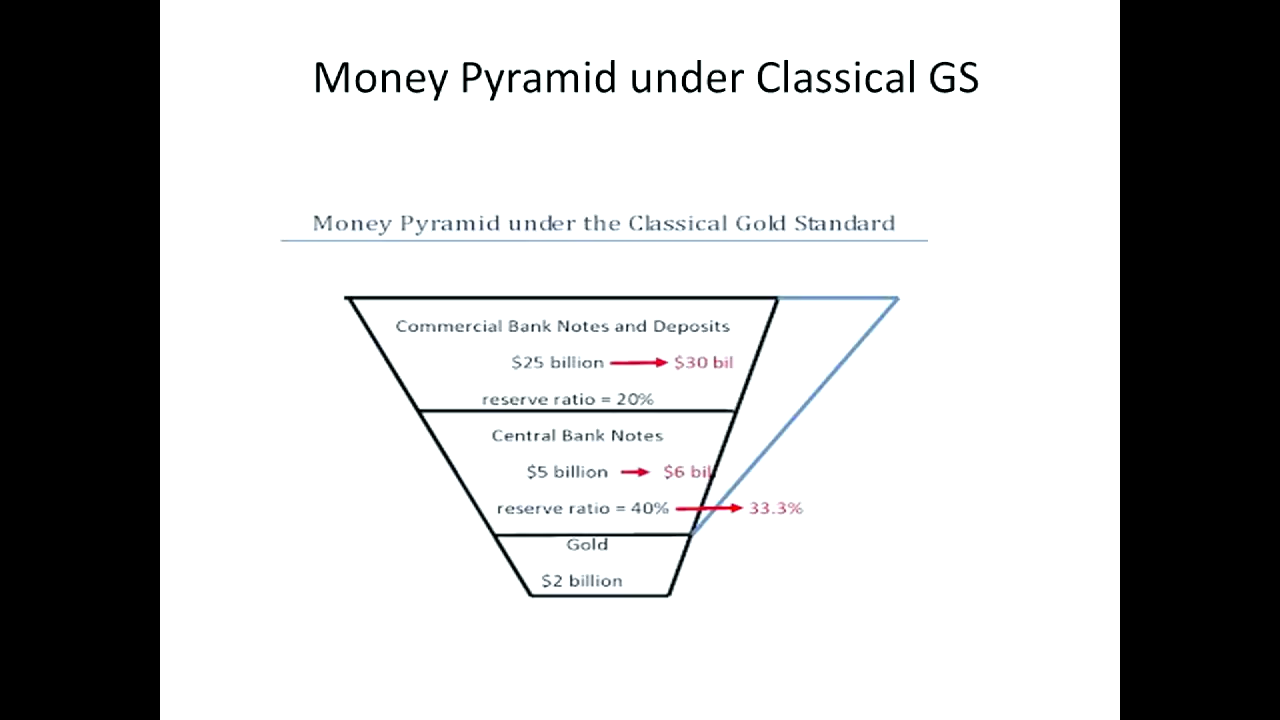 Money Pyramid under Classical GS
Money Pyramid under the Classical Gold Standard
Commercial Bank Notes and Deposits
$25 billion $30 bil
reserve ratio = 20%
Central Bank Notes
$5 billion $6 bil
reserve ratio = 40% 33.3%
Gold
$2 billion